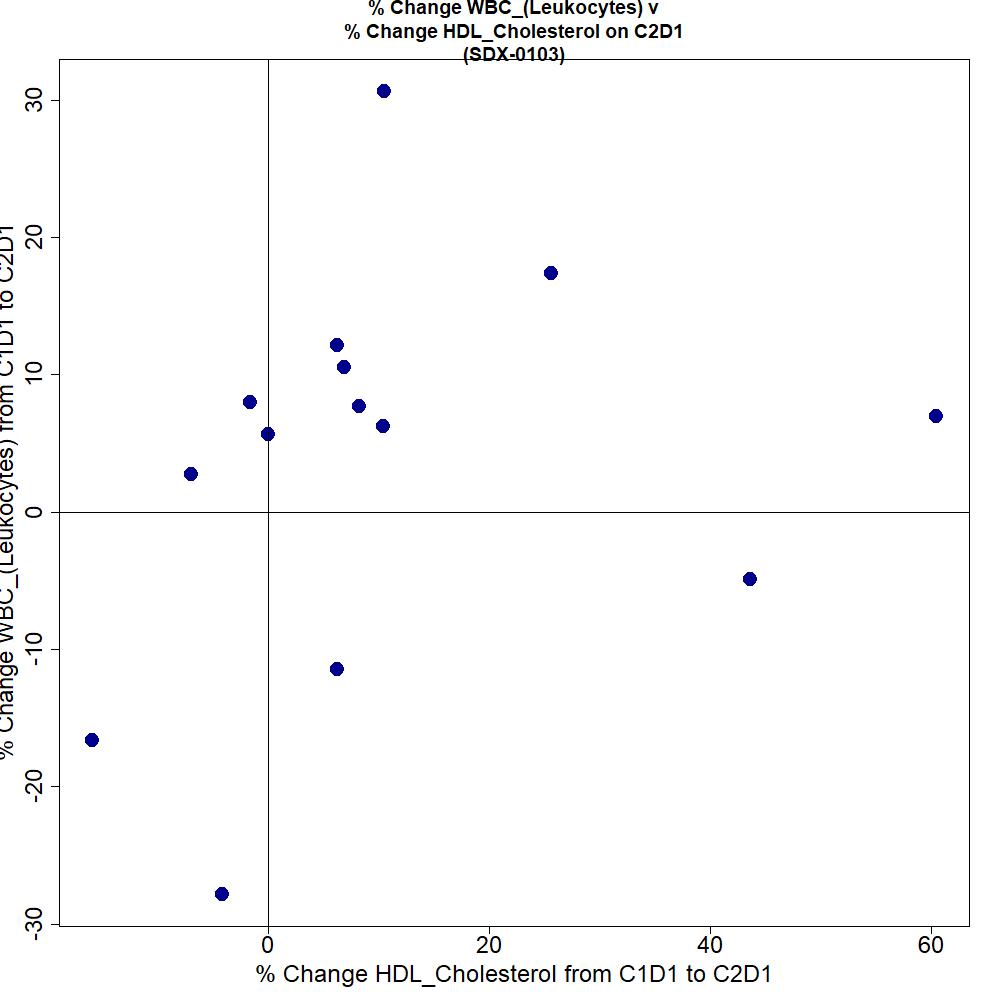 % Change WBC_(Leukocytes) v
% Change HDL_Cholesterol on C2D1
(SDX-0103)
% Change WBC_(Leukocytes) from C1D1 to C2D1
30
20
10
0
-10
-20
-30
0 20 40 60
% Change HDL_Cholesterol from C1D1 to C2D1